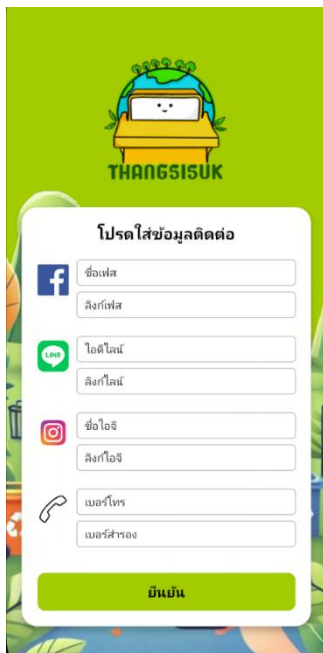 THANGSISUK
โปรดใส่ข้อมูลติดต่อ
ชื่อเฟส
ลิงก์เฟส
LINE
ไอดีไลน์
ลิงก์ไลน์
ชื่อไอจี
ลิงก์ไอจี
เบอร์โทร
เบอร์สำรอง
ยืนยัน